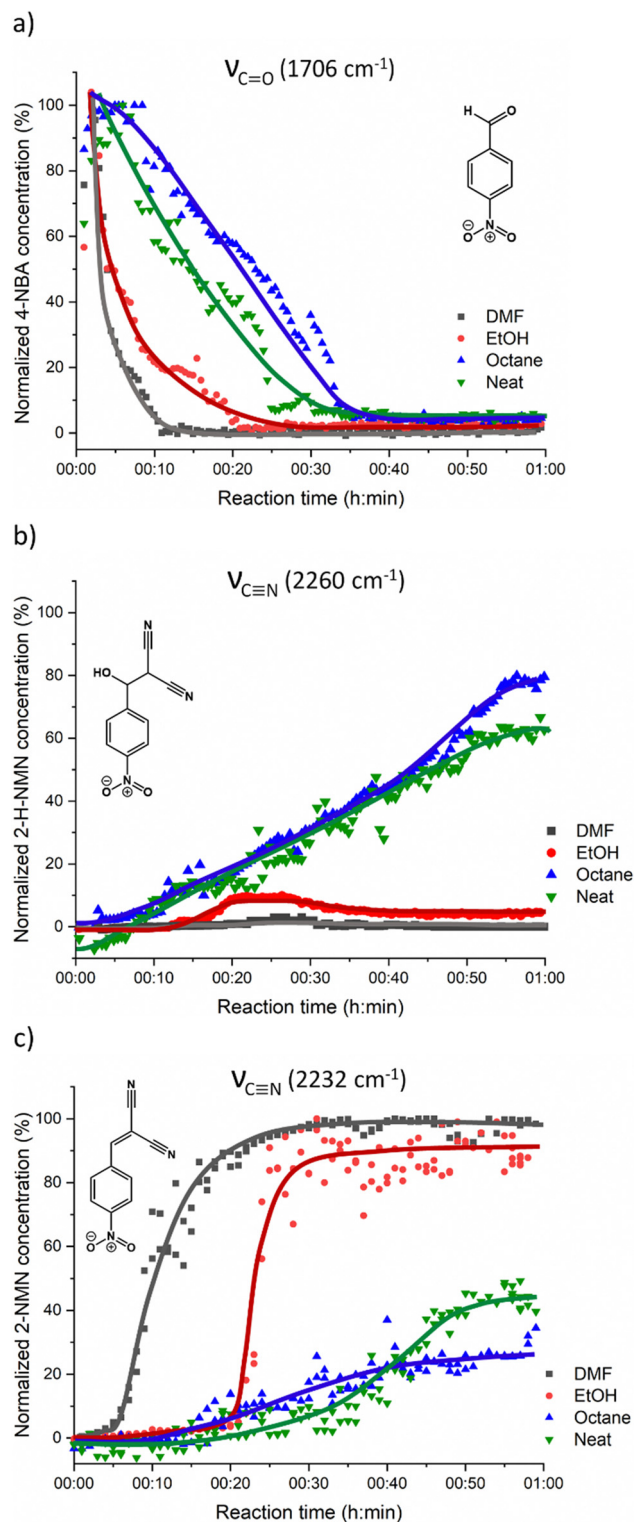 a)
ν C=O (1706 cm-1)
Normalized 4-NBA concentration (%)
100
80
60
40
20
0
H
O
O
N
O
DMF
EtOH
Octane
Neat
00:00 00:10 00:20 00:30 00:40 00:50 01:00
Reaction time (h:min)
b)
ν C≡N (2260 cm-1)
Normalized 2-H-NMN concentration (%)
100
80
60
40
20
0
N
HO
N
O
N
O
DMF
EtOH
Octane
Neat
00:00 00:10 00:20 00:30 00:40 00:50 01:00
Reaction time (h:min)
c)
ν C≡N (2232 cm-1)
Normalized 2-NMN concentration (%)
100
80
60
40
20
0
N
N
O
N
O
DMF
EtOH
Octane
Neat
00:00 00:10 00:20 00:30 00:40 00:50 01:00
Reaction time (h:min)